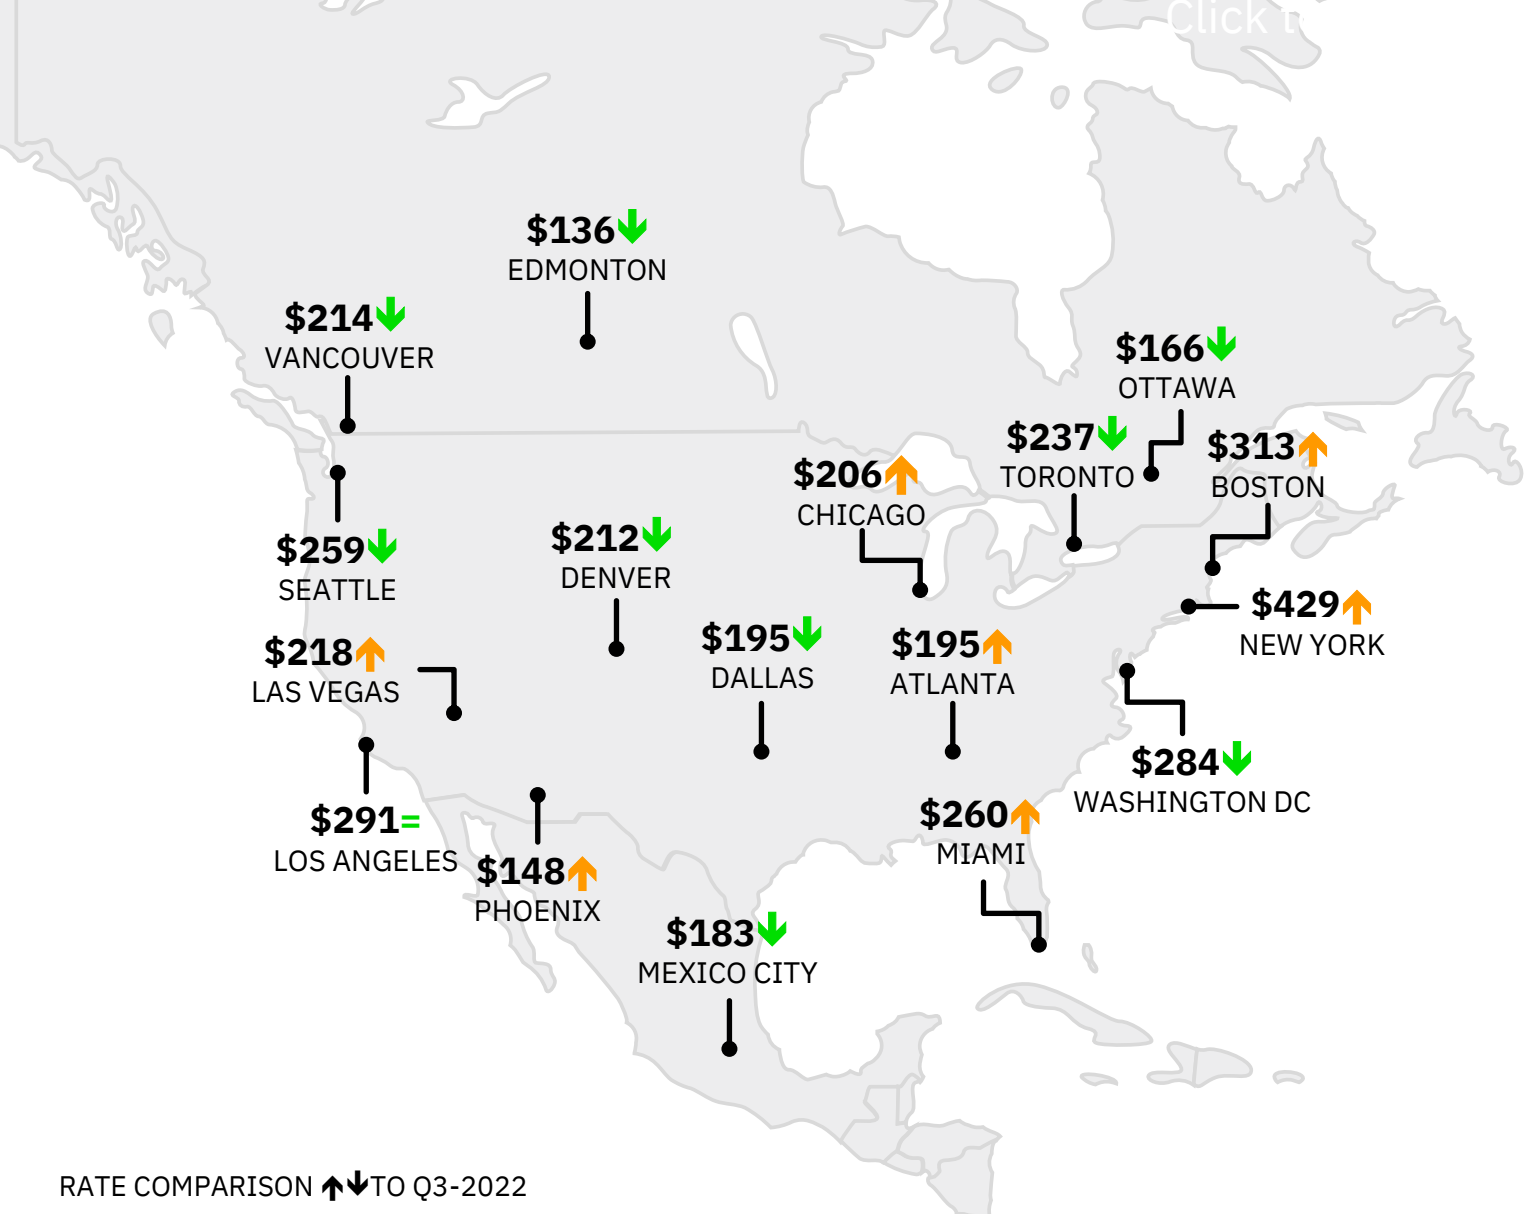 Click t
$136↓
EDMONTON
$214↓
VANCOUVER
$166↓
OTTAWA
$237↓
TORONTO
$313↑
BOSTON
$206↑
CHICAGO
$259↓
SEATTLE
$212↓
DENVER
$429↑
NEW YORK
$218↑
LAS VEGAS
$195↓
DALLAS
$195↑
ATLANTA
$284↓
WASHINGTON DC
$291=
LOS ANGELES
$260↑
MIAMI
$148↑
PHOENIX
$183↓
MEXICO CITY
RATE COMPARISON ↑↓TO Q3-2022